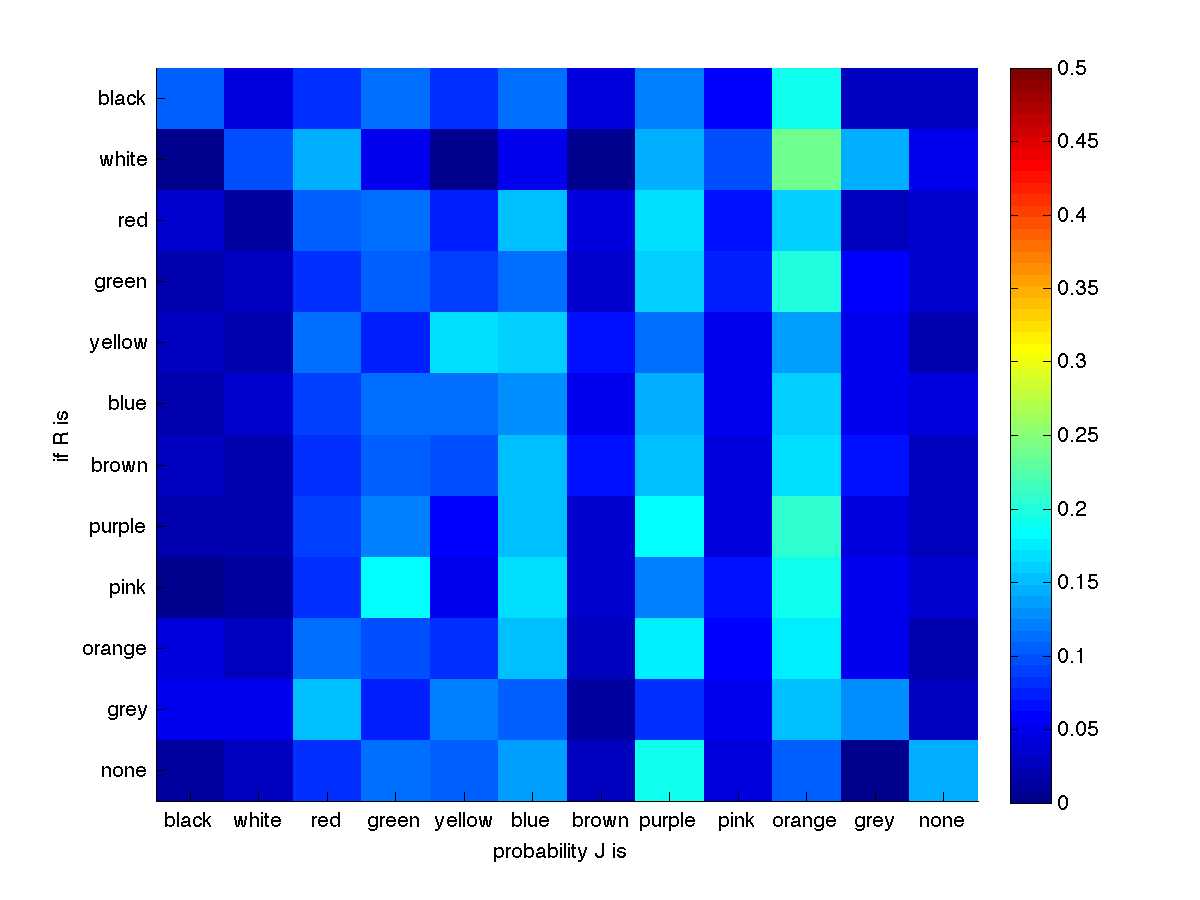 black
white
red
green
yellow
blue
brown
purple
pink
orange
grey
none
if R is
black white red green yellow blue brown purple pink orange grey none
probability J is
0.5
0.45
0.4
0.35
0.3
0.25
0.2
0.15
0.1
0.05
0